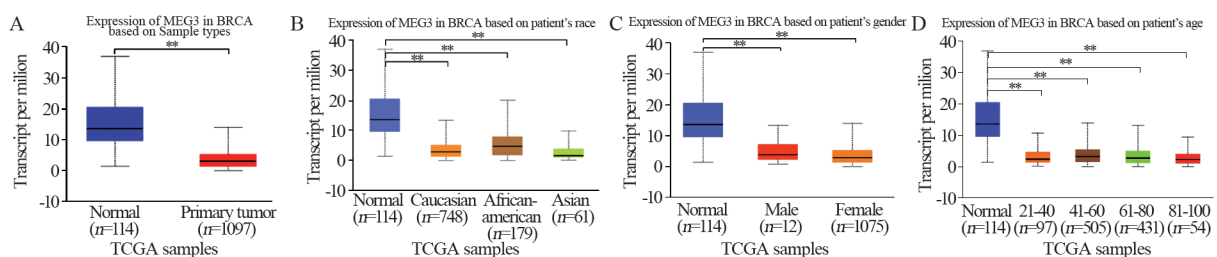 A
Expression of MEG3 in BRCA
based on Sample types
**
Transcript per milion
40
30
20
10
0
-10
Normal
(n=114)
Primary tumor
(n=1097)
TCGA samples
B
Expression of MEG3 in BRCA based on patient's race
**
**
**
Transcript per milion
40
30
20
10
0
-10
Normal
(n=114)
Caucasian
(n=748)
African-
american
(n=179)
Asian
(n=61)
TCGA samples
C
Expression of MEG3 in BRCA based on patient's gender
**
**
Transcript per milion
40
30
20
10
0
-10
Normal
(n=114)
Male
(n=12)
Female
(n=1075)
TCGA samples
D
Expression of MEG3 in BRCA based on patient's age
**
**
**
**
Transcript per milion
40
30
20
10
0
-10
Normal
(n=114)
21-40
(n=97)
41-60
(n=505)
61-80
(n=431)
81-100
(n=54)
TCGA samples